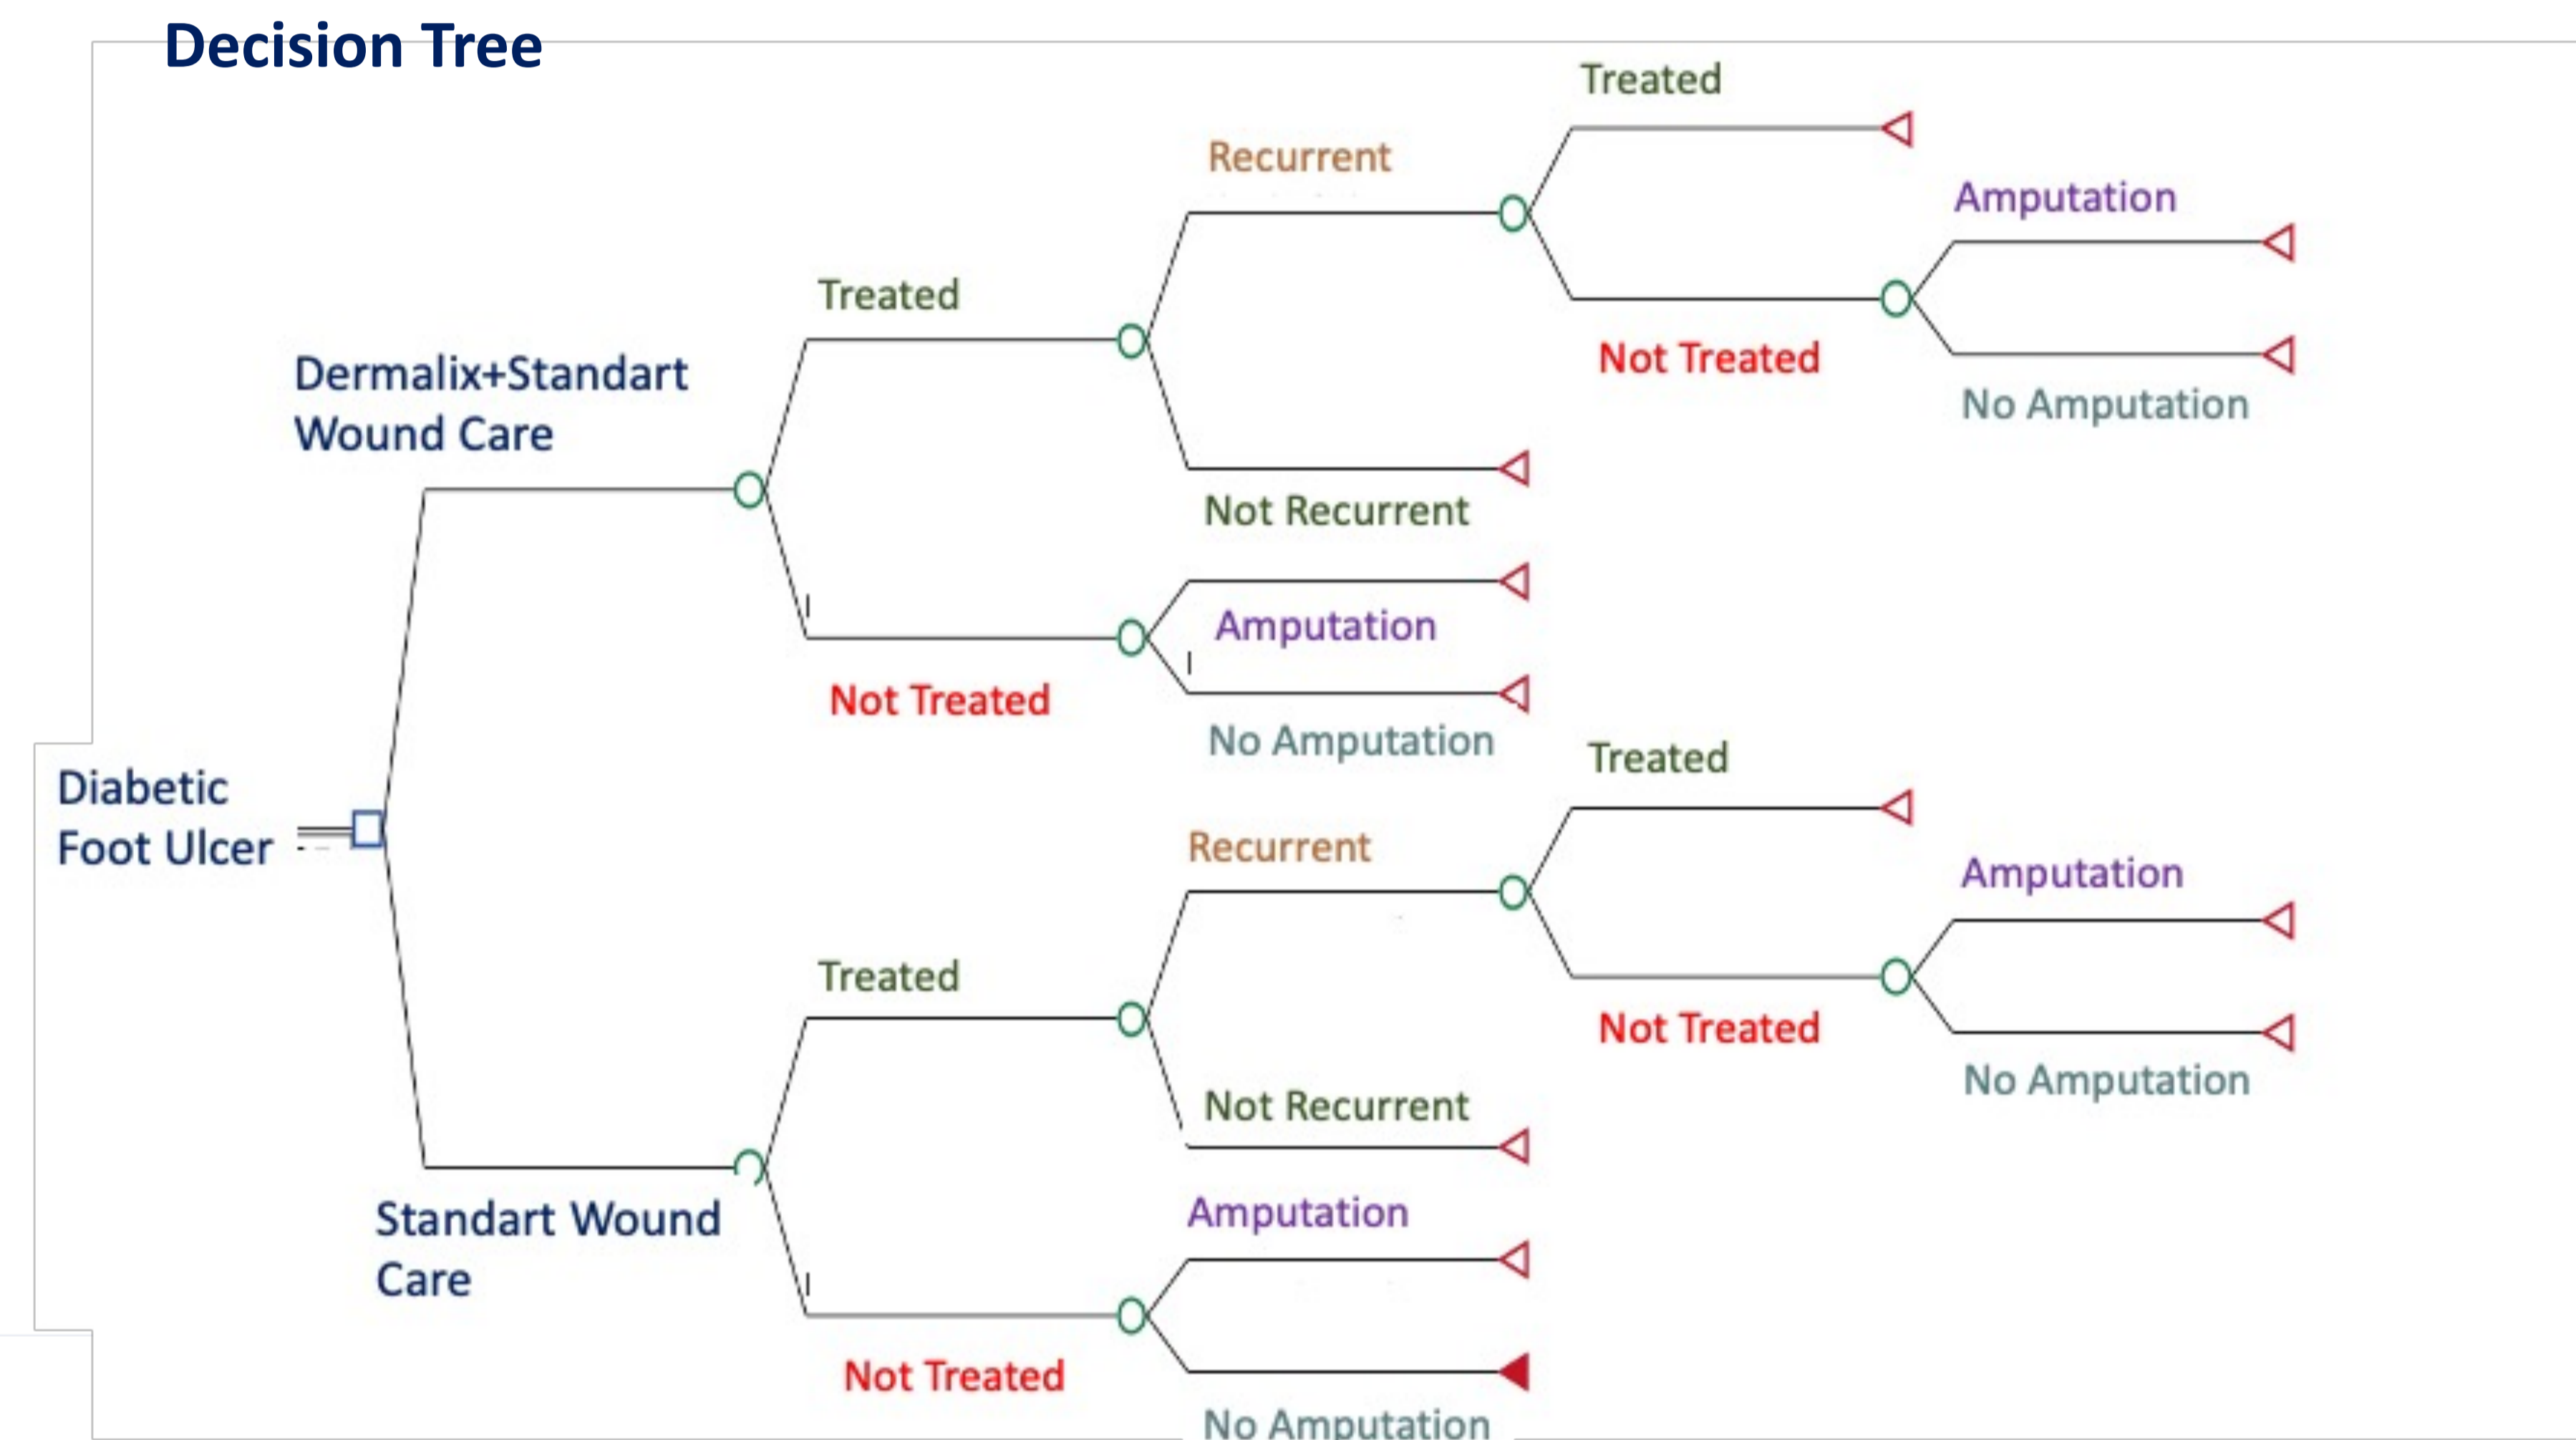 Decision Tree
Treated
Recurrent
Amputation
Treated
Not Treated
Dermalix+Standart
Wound Care
No Amputation
Not Recurrent
Amputation
Not Treated
No Amputation
Diabetic
Foot Ulcer
Treated
Recurrent
Amputation
Treated
Not Treated
No Amputation
Not Recurrent
Standart Wound
Care
Amputation
Not Treated
No Amputation